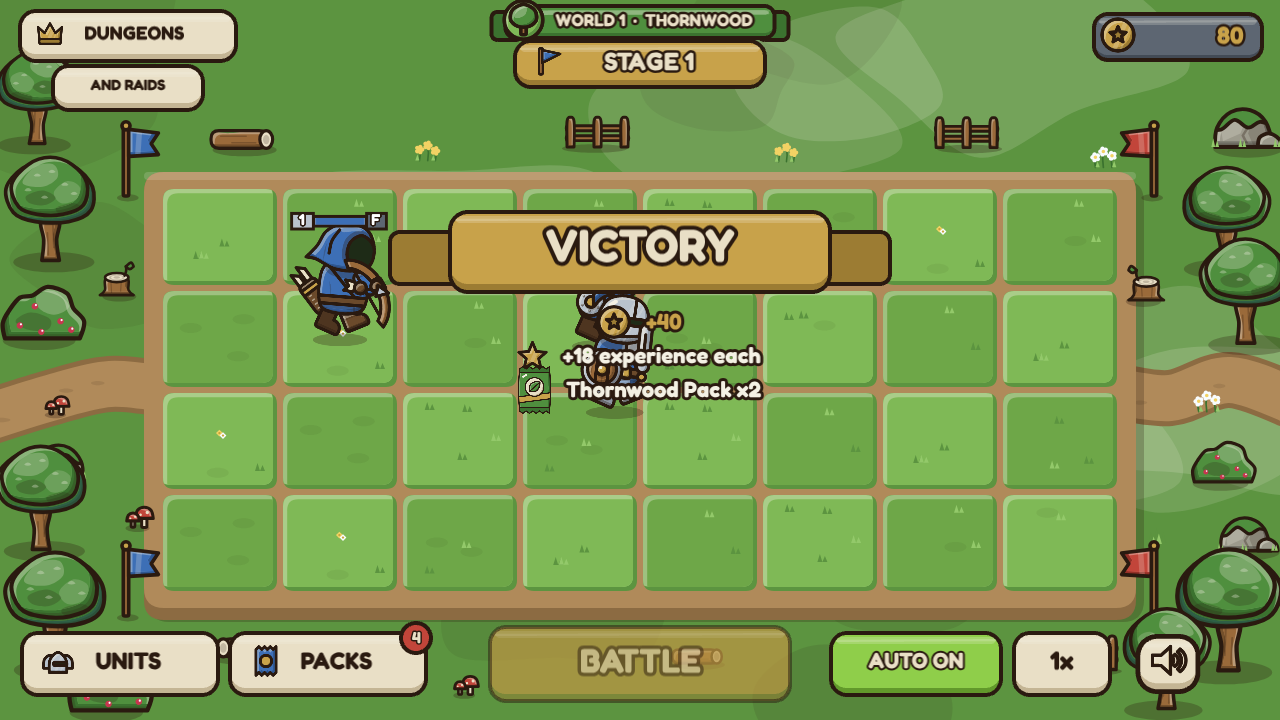 DUNGEONS
AND RAIDS
WORLD 1 • THORNWOOD
STAGE 1
80
1 F
VICTORY
+40
+18 experience each
Thornwood Pack x2
UNITS
PACKS
4
BATTLE
AUTO ON
1x